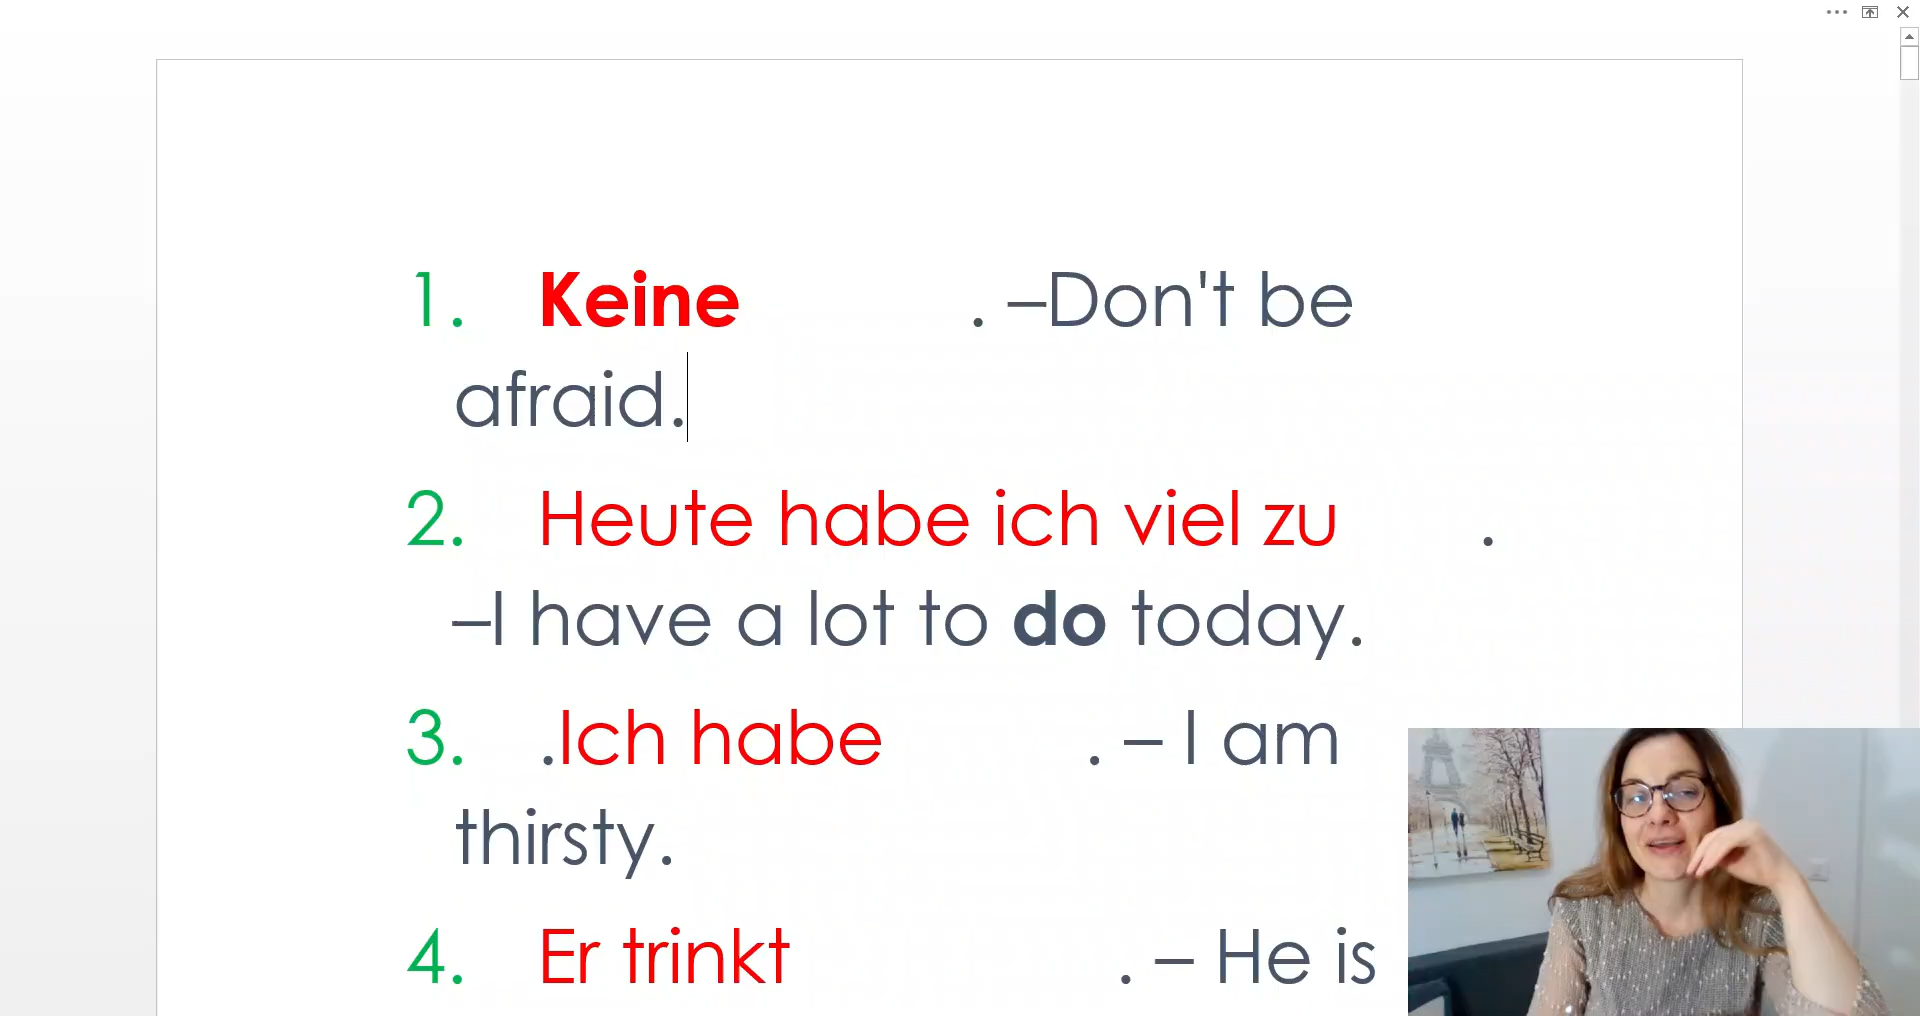 1. Keine . –Don't be
afraid.
2. Heute habe ich viel zu .
–I have a lot to do today.
3. .Ich habe . – I am
thirsty.
4. Er trinkt . – He is